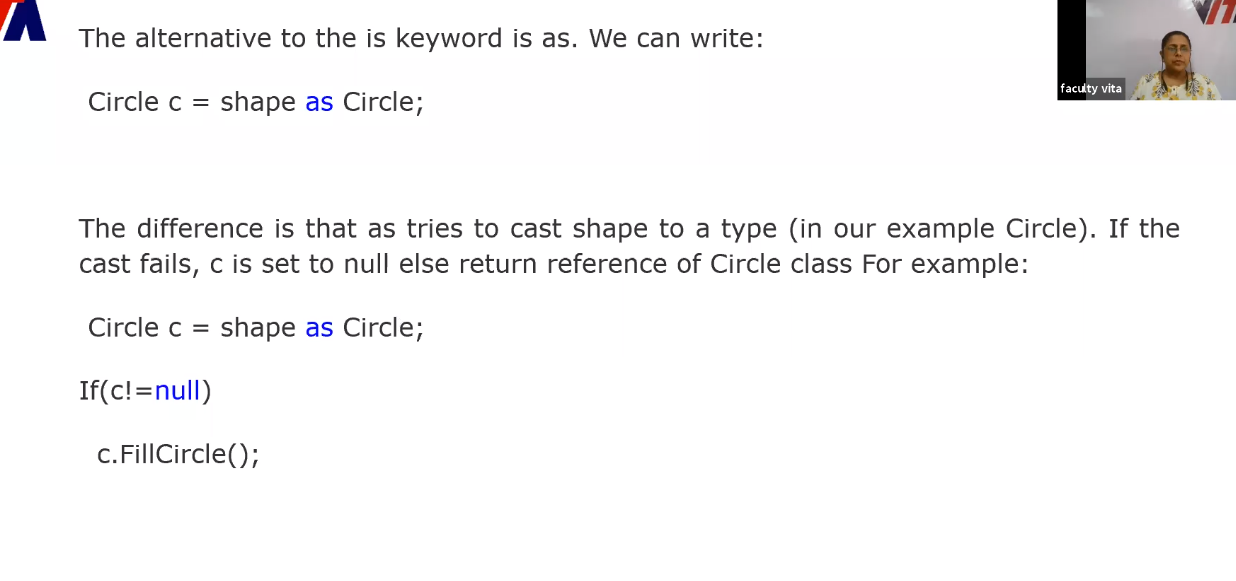 The alternative to the is keyword is as. We can write:
Circle c = shape as Circle;
faculty vita
The difference is that as tries to cast shape to a type (in our example Circle). If the
cast fails, c is set to null else return reference of Circle class For example:
Circle c = shape as Circle;
If(c!=null)
c.FillCircle();